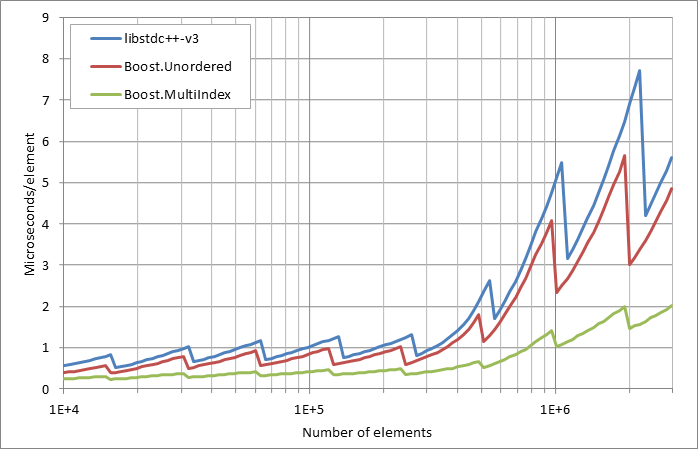 9
8
7
6
5
4
3
2
1
0
Microseconds/element
libstdc++-v3
Boost.Unordered
Boost.MultiIndex
1E+4
1E+5
1E+6
Number of elements